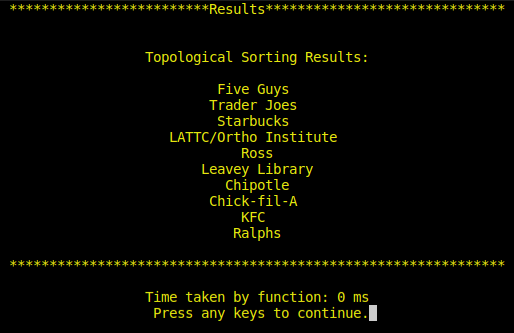 *************************Results******************************
Topological Sorting Results:
Five Guys
Trader Joes
Starbucks
LATTC/Ortho Institute
Ross
Leavey Library
Chipotle
Chick-fil-A
KFC
Ralphs
**************************************************************
Time taken by function: 0 ms
Press any keys to continue.